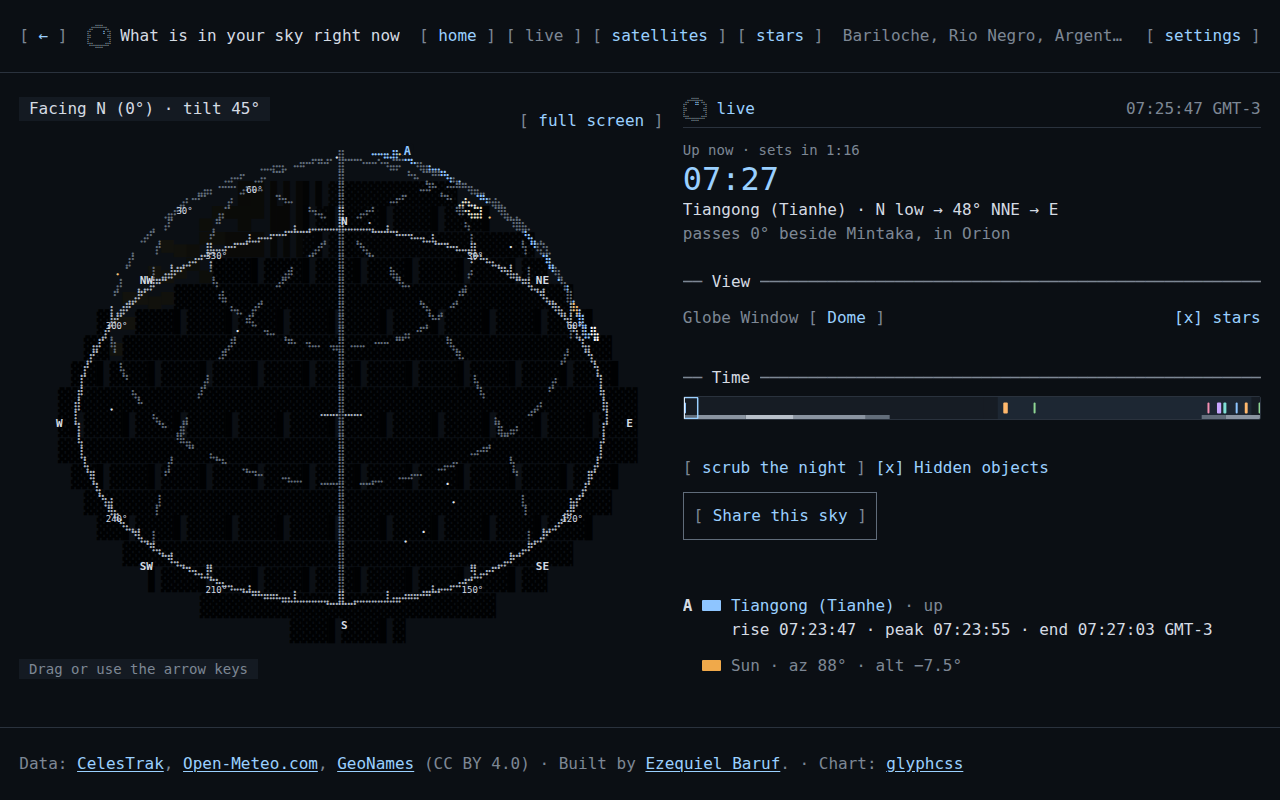 [ ← ] What is in your sky right now [ home ] [ live ] [ satellites ] [ stars ] Bariloche, Rio Negro, Argent… [ settings ]
Facing N (0°) · tilt 45°
[ full screen ]
A
60°
30°
N
330°
30°
NW
NE
300°
60°
W
E
240°
120°
SW
SE
210°
150°
S
Drag or use the arrow keys
live 07:25:47 GMT-3
Up now · sets in 1:16
07:27
Tiangong (Tianhe) · N low → 48° NNE → E
passes 0° beside Mintaka, in Orion
View
Globe Window [ Dome ] [x] stars
Time
[ scrub the night ] [x] Hidden objects
[ Share this sky ]
A Tiangong (Tianhe) · up
rise 07:23:47 · peak 07:23:55 · end 07:27:03 GMT-3
Sun · az 88° · alt −7.5°
Data: CelesTrak, Open-Meteo.com, GeoNames (CC BY 4.0) · Built by Ezequiel Baruf. · Chart: glyphcss